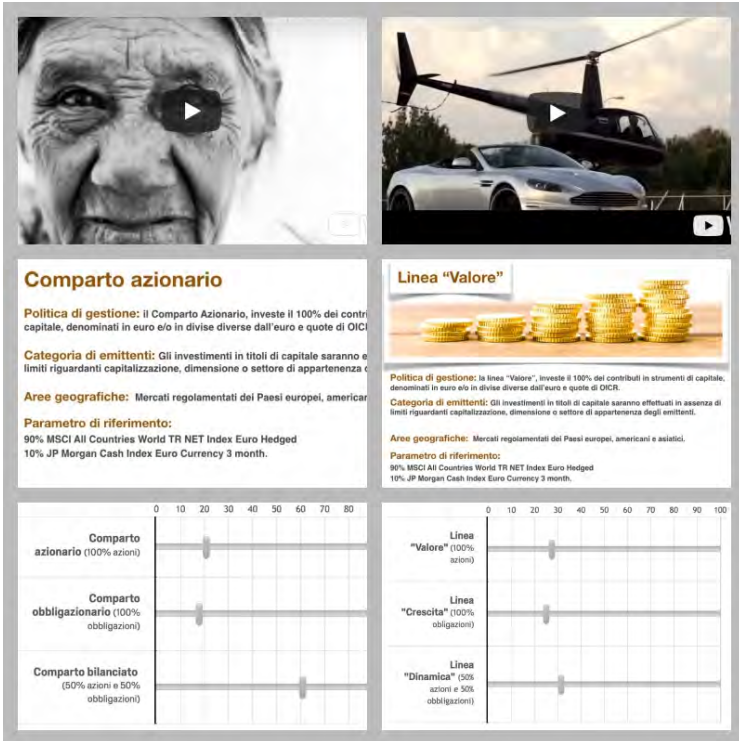 Comparto azionario
Politica di gestione: il Comparto Azionario, investe il 100% dei contri
capitale, denominati in euro e/o in divise diverse dall'euro e quote di OICI
Categoria di emittenti: Gli investimenti in titoli di capitale saranno e
limiti riguardanti capitalizzazione, dimensione o settore di appartenenza
Aree geografiche: Mercati regolamentati dei Paesi europei, american
Parametro di riferimento:
90% MSCI All Countries World TR NET Index Euro Hedged
10% JP Morgan Cash Index Euro Currency 3 month.
Linea "Valore"
Politica di gestione: la linea "Valore", investe il 100% dei contributi in strumenti di capitale,
denominati in euro e/o in divise diverse dall'euro e quote di OICR.
Categoria di emittenti: Gli investimenti in titoli di capitale saranno effettuati in assenza di
limiti riguardanti capitalizzazione, dimensione o settore di appartenenza degli emittenti.
Aree geografiche: Mercati regolamentati dei Paesi europei, americani e asiatici.
Parametro di riferimento:
90% MSCI All Countries World TR NET Index Euro Hedged
10% JP Morgan Cash Index Euro Currency 3 month.
0 10 20 30 40 50 60 70 80
Comparto
azionario (100% azioni)
Comparto
obbligazionario (100%
obbligazioni)
Comparto bilanciato
(50% azioni e 50%
obbligazioni)
0 10 20 30 40 50 60 70 80 90 100
Linea
"Valore" (100%
azioni)
Linea
"Crescita" (100%
obligazioni)
Linea
"Dinamica" (50%
azioni e 50%
obbligazioni)